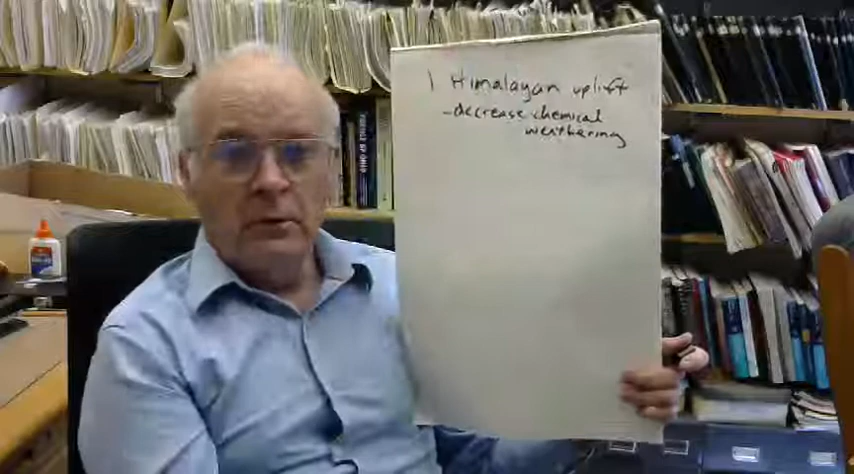 1 Himalayan uplift
- decrease chemical
weathering